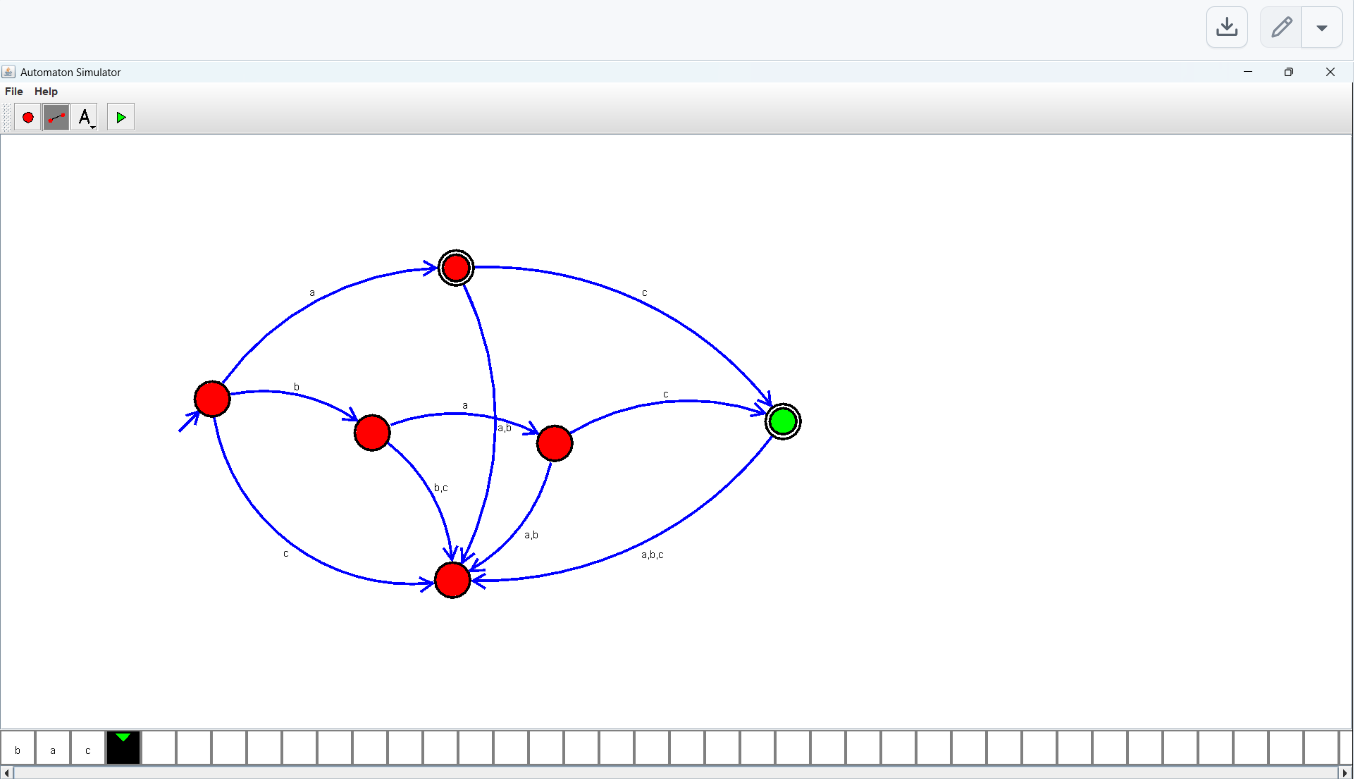 Automaton Simulator
File Help
A
a
c
b
a
c
a,b
b,c
a,b
c
a,b,c
b a c